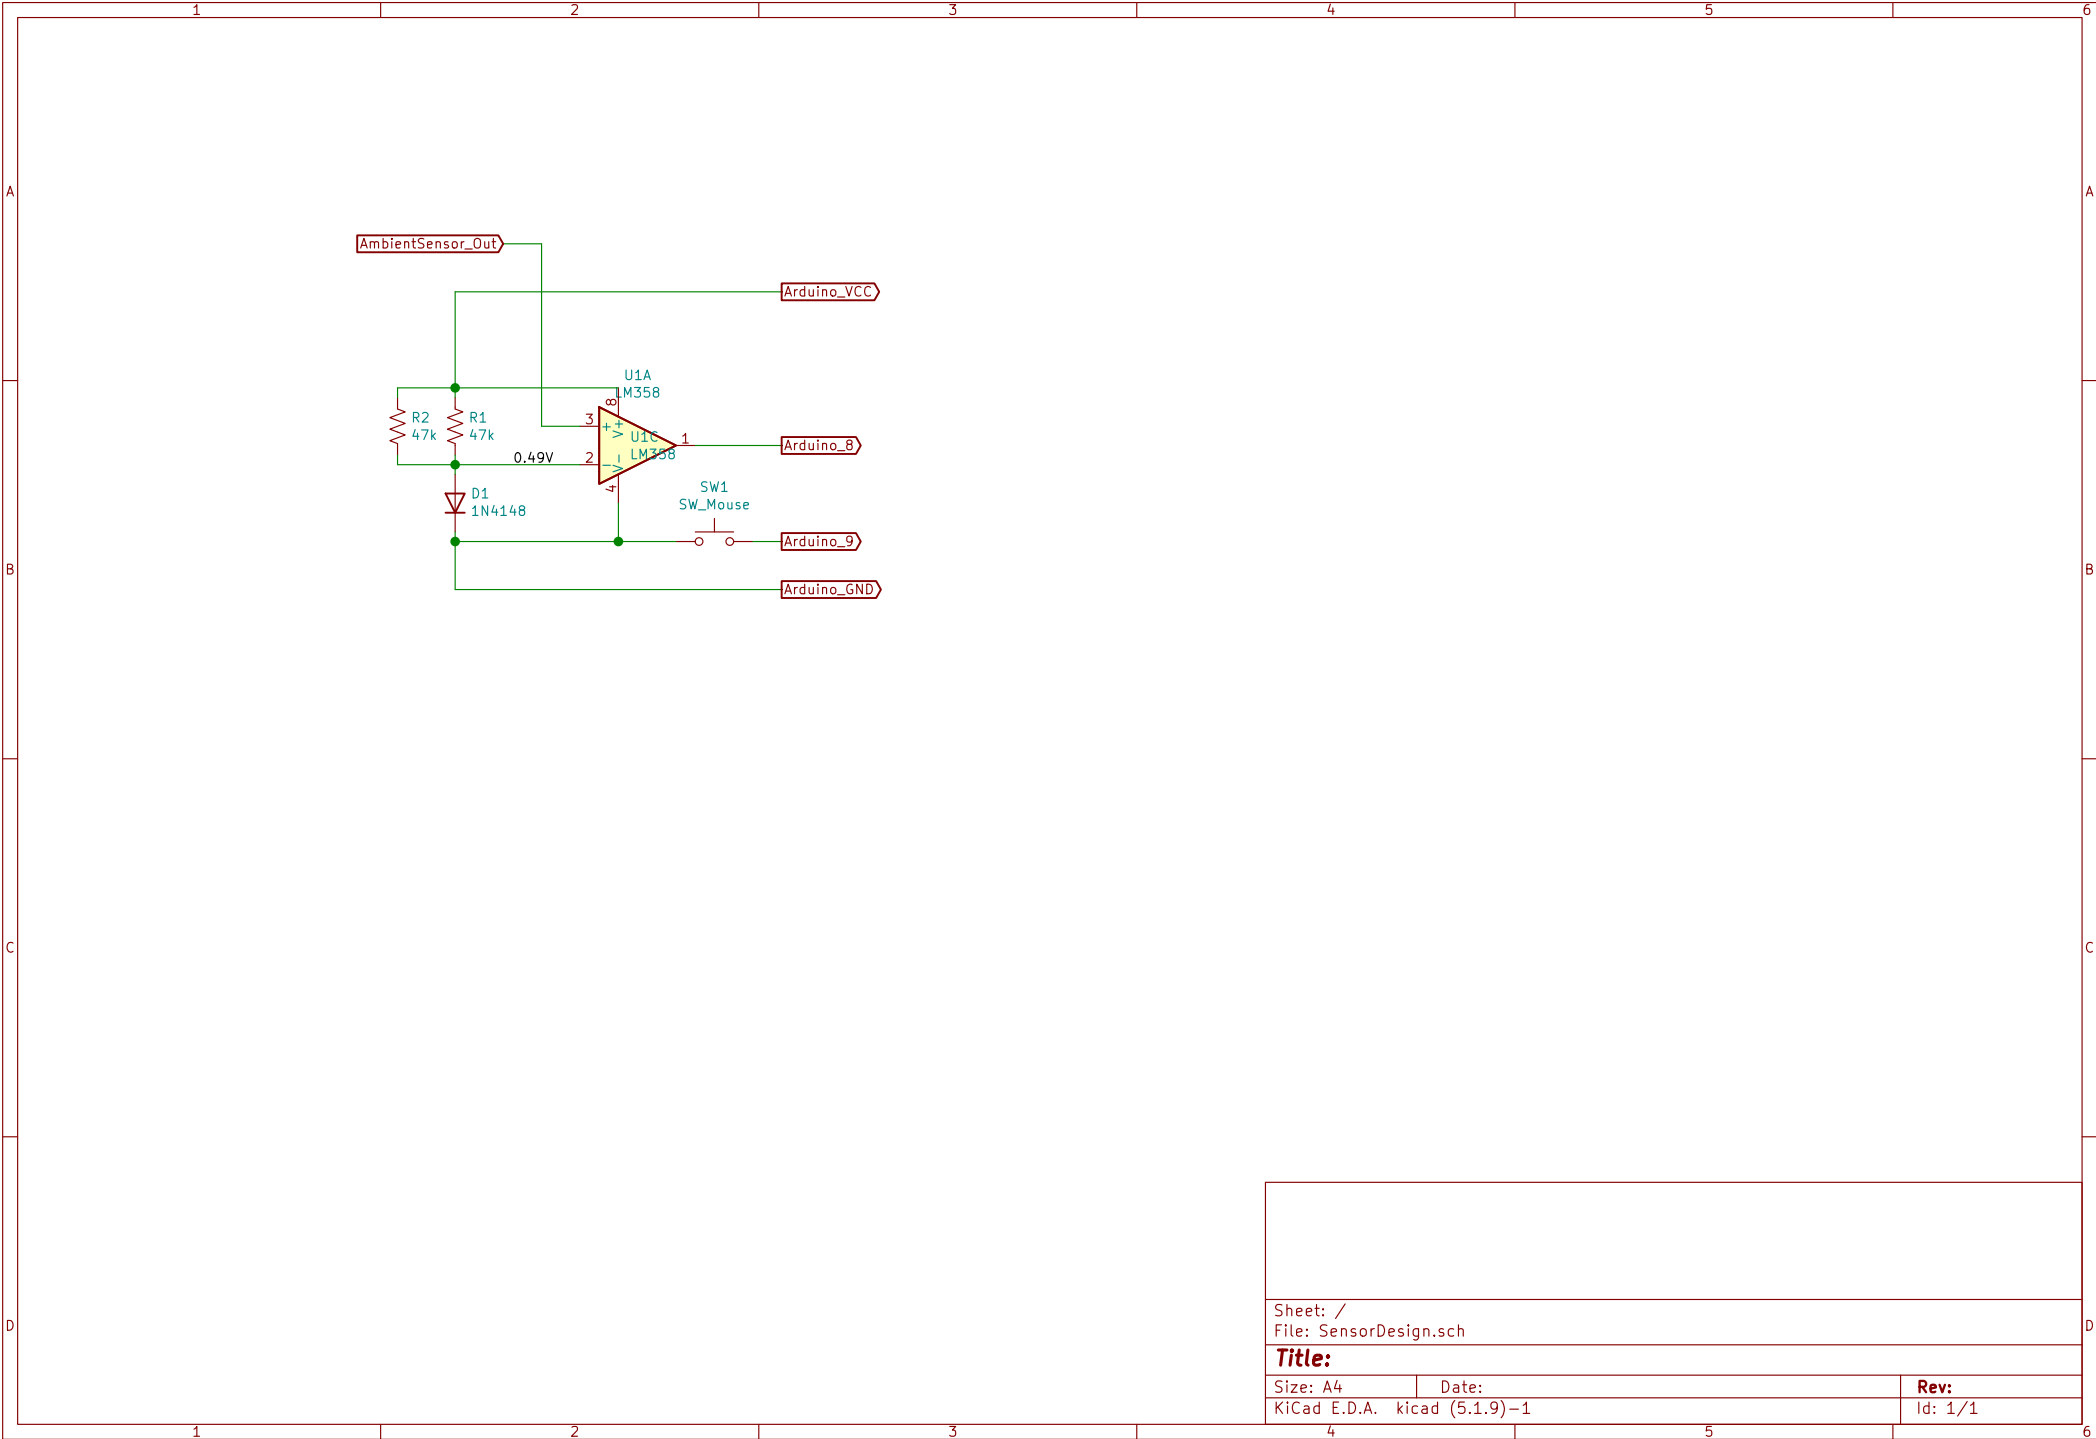 1 2 3 4 5 6
A A
AmbientSensor_Out
Arduino_VCC
U1A
LM358
8
R2 R1
47k 47k
3 + V+
U1C
LM358
1
Arduino_8
0.49V
2 − V−
4
D1
1N4148
SW1
SW_Mouse
Arduino_9
B B
Arduino_GND
C C
Sheet: /
File: SensorDesign.sch
D D
Title:
Size: A4 Date: Rev:
KiCad E.D.A. kicad (5.1.9)-1 Id: 1/1
1 2 3 4 5 6